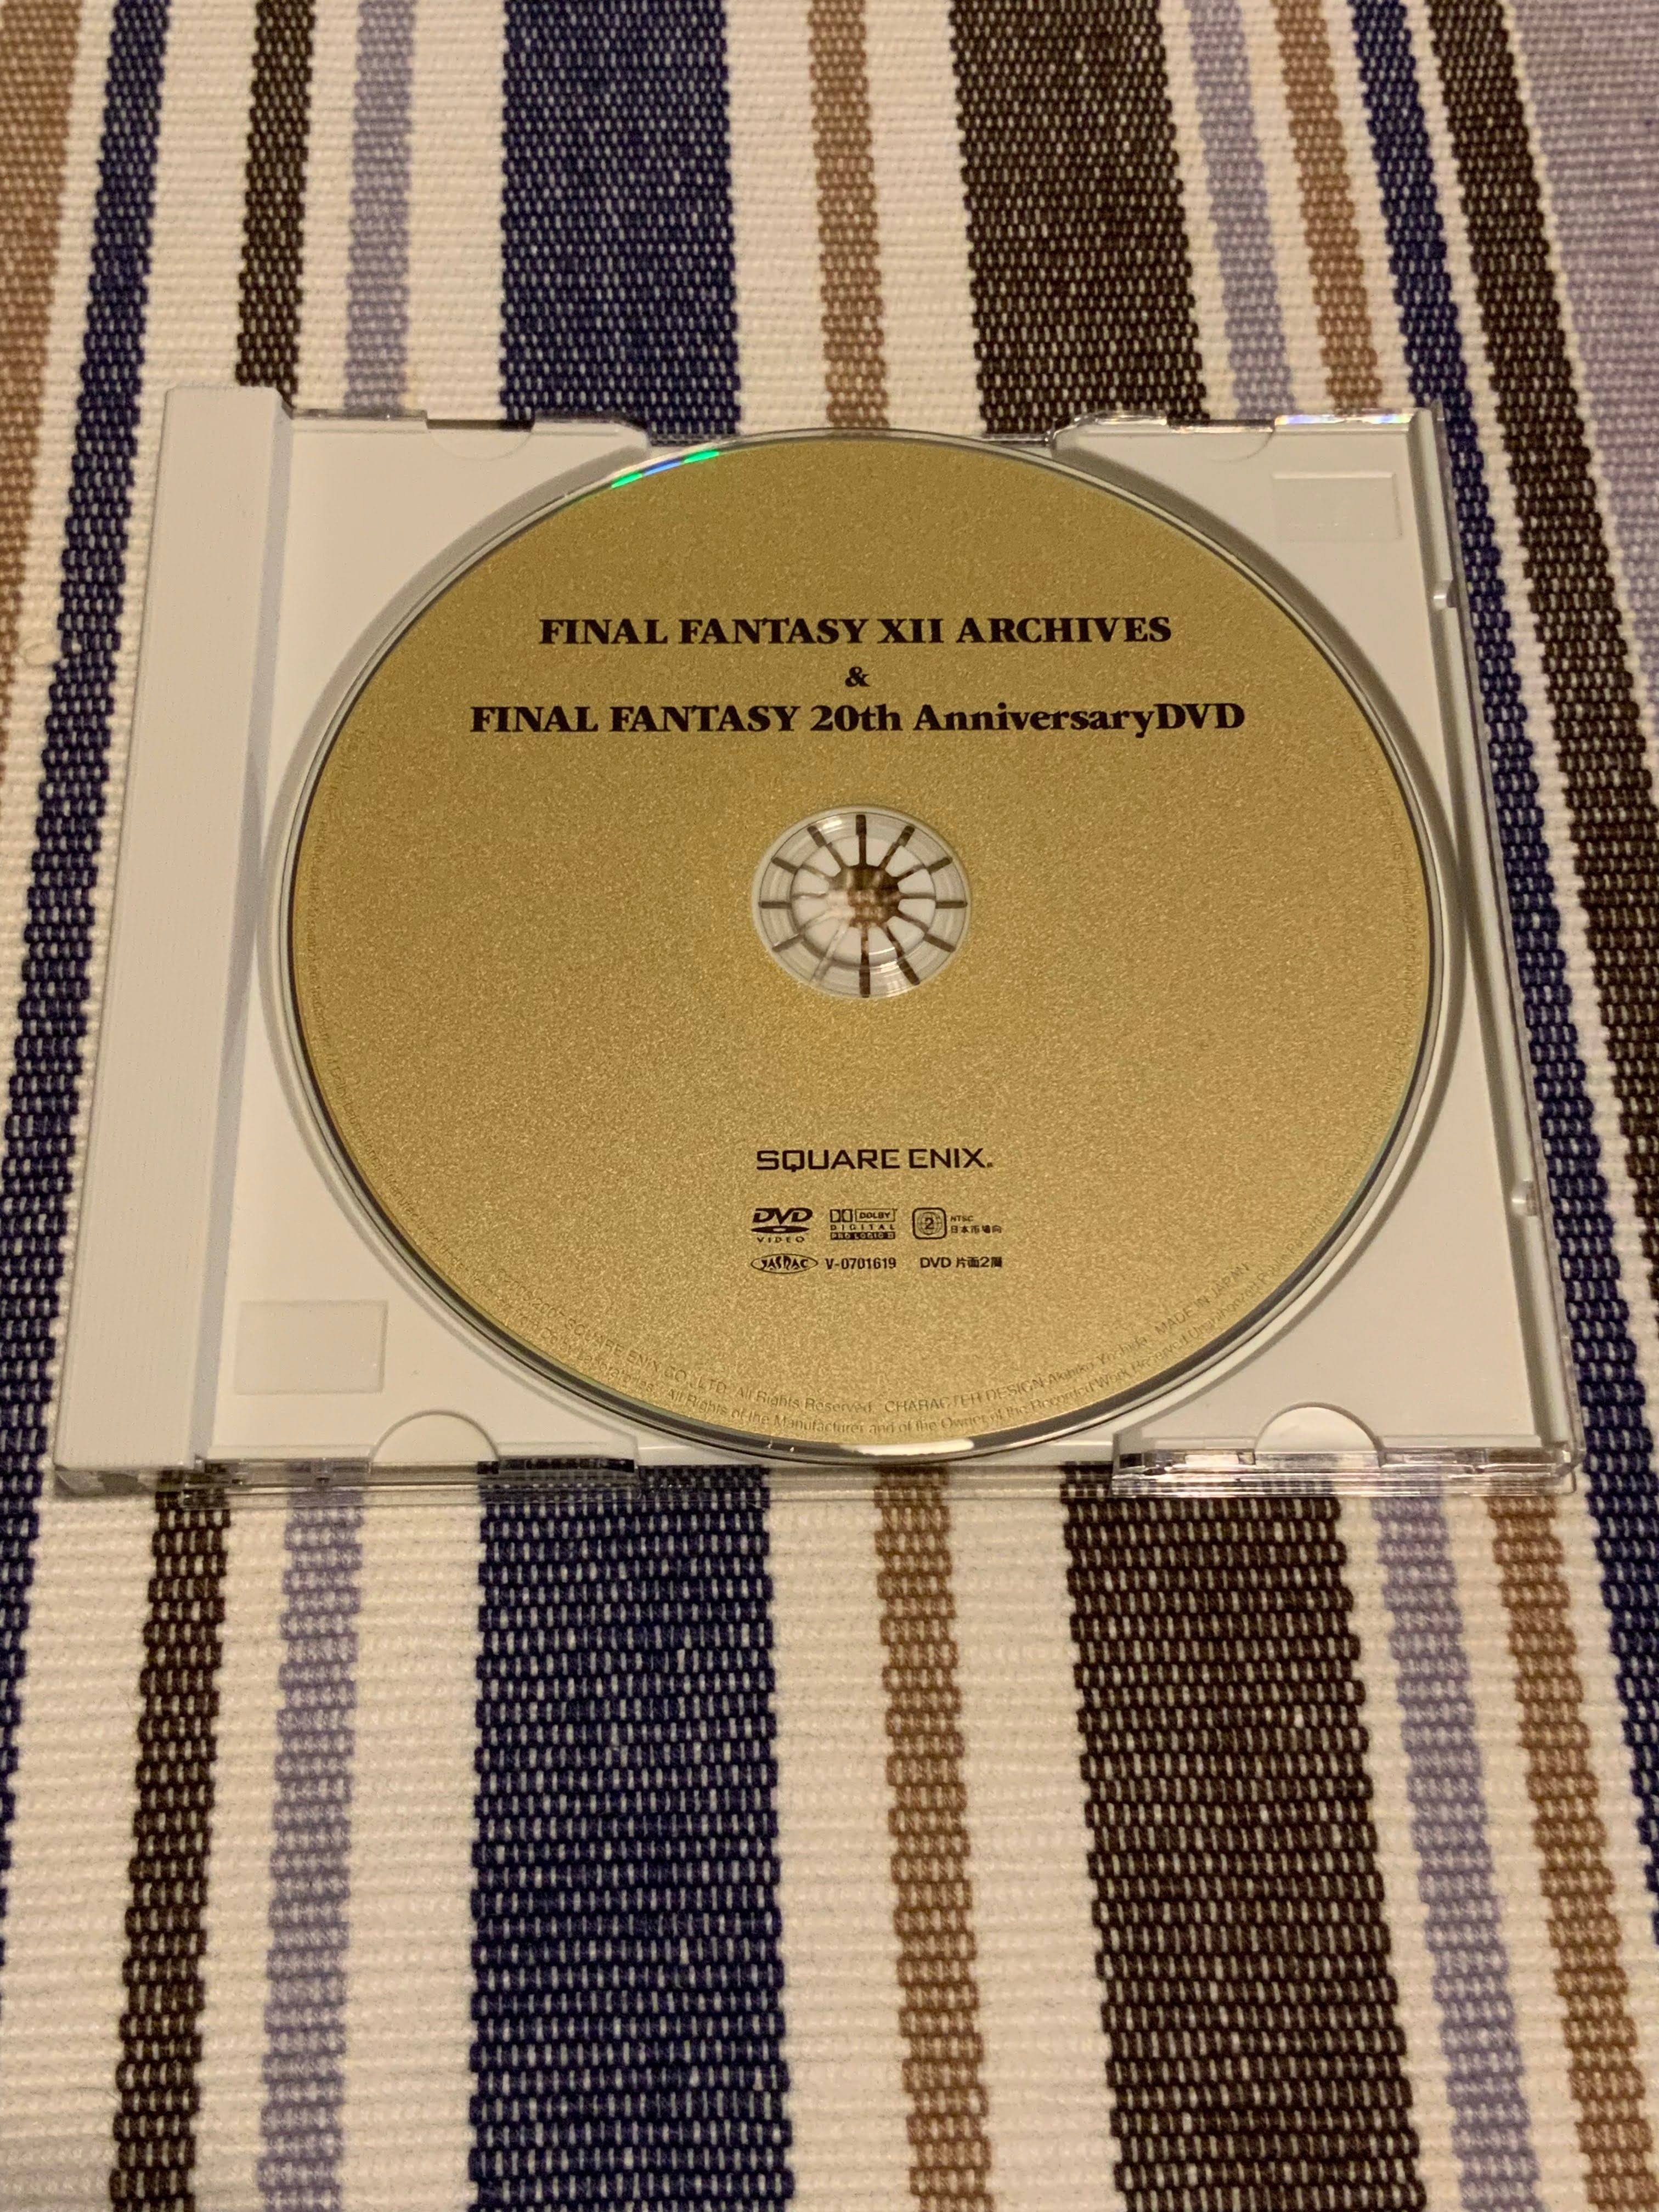 FINAL FANTASY XII ARCHIVES
&
FINAL FANTASY 20th AnniversaryDVD
SQUARE ENIX.
DVD VIDEO
DOLBY DIGITAL PRO LOGIC II
2
NTSC 日本市場向
JASRAC V-0701619 DVD 片面2層
SQUARE ENIX CO., LTD. All Rights Reserved. CHARACTER DESIGN: Akihiko Yoshida MADE IN JAPAN
All Rights of the Manufacturer and of the Owner of the Recorded Work Reserved